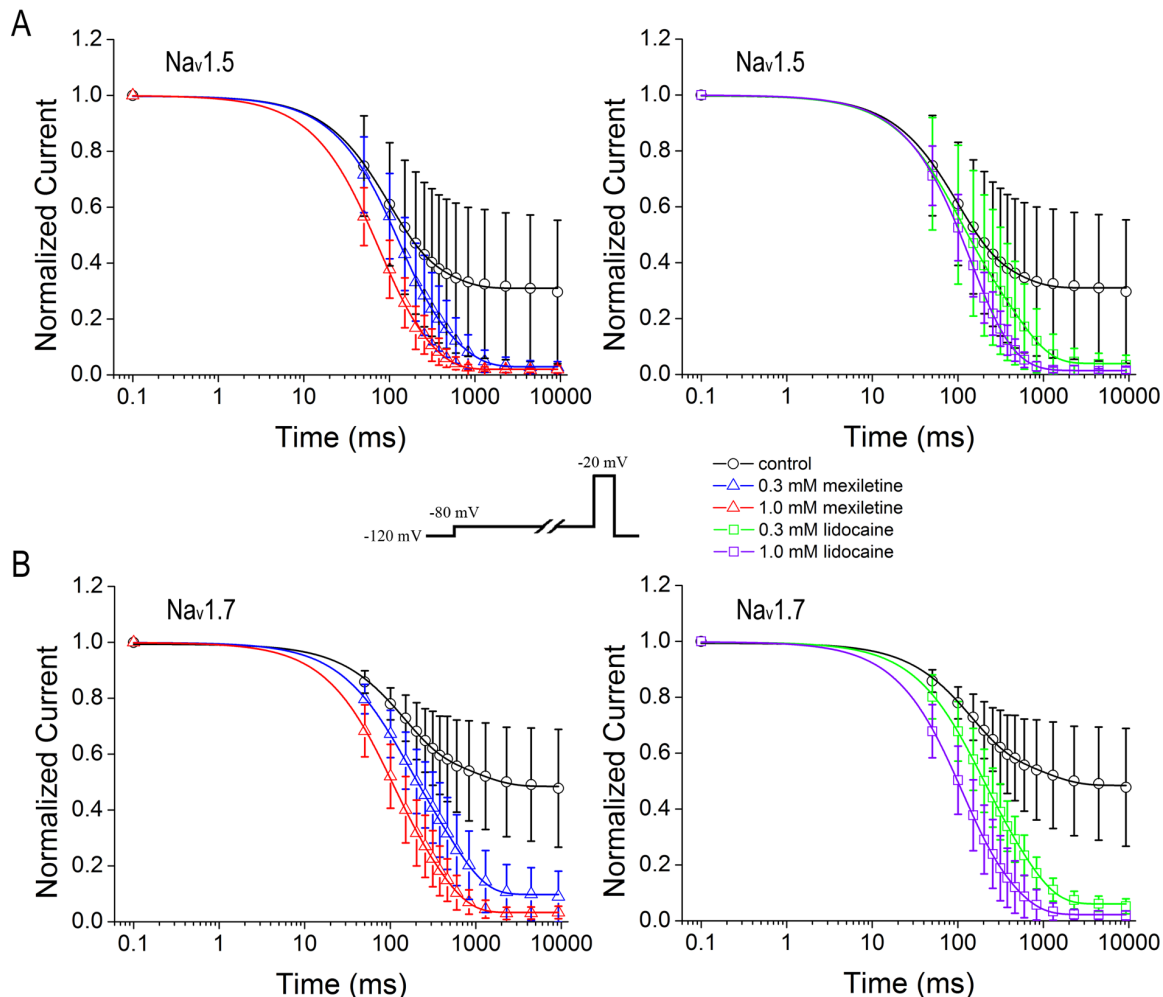 A
Nav1.5
Normalized Current
1.2
1.0
0.8
0.6
0.4
0.2
0.0
0.1 1 10 100 1000 10000
Time (ms)
Nav1.5
Normalized Current
1.2
1.0
0.8
0.6
0.4
0.2
0.0
0.1 1 10 100 1000 10000
Time (ms)
-20 mV
-80 mV
-120 mV
control
0.3 mM mexiletine
1.0 mM mexiletine
0.3 mM lidocaine
1.0 mM lidocaine
B
Nav1.7
Normalized Current
1.2
1.0
0.8
0.6
0.4
0.2
0.0
0.1 1 10 100 1000 10000
Time (ms)
Nav1.7
Normalized Current
1.2
1.0
0.8
0.6
0.4
0.2
0.0
0.1 1 10 100 1000 10000
Time (ms)